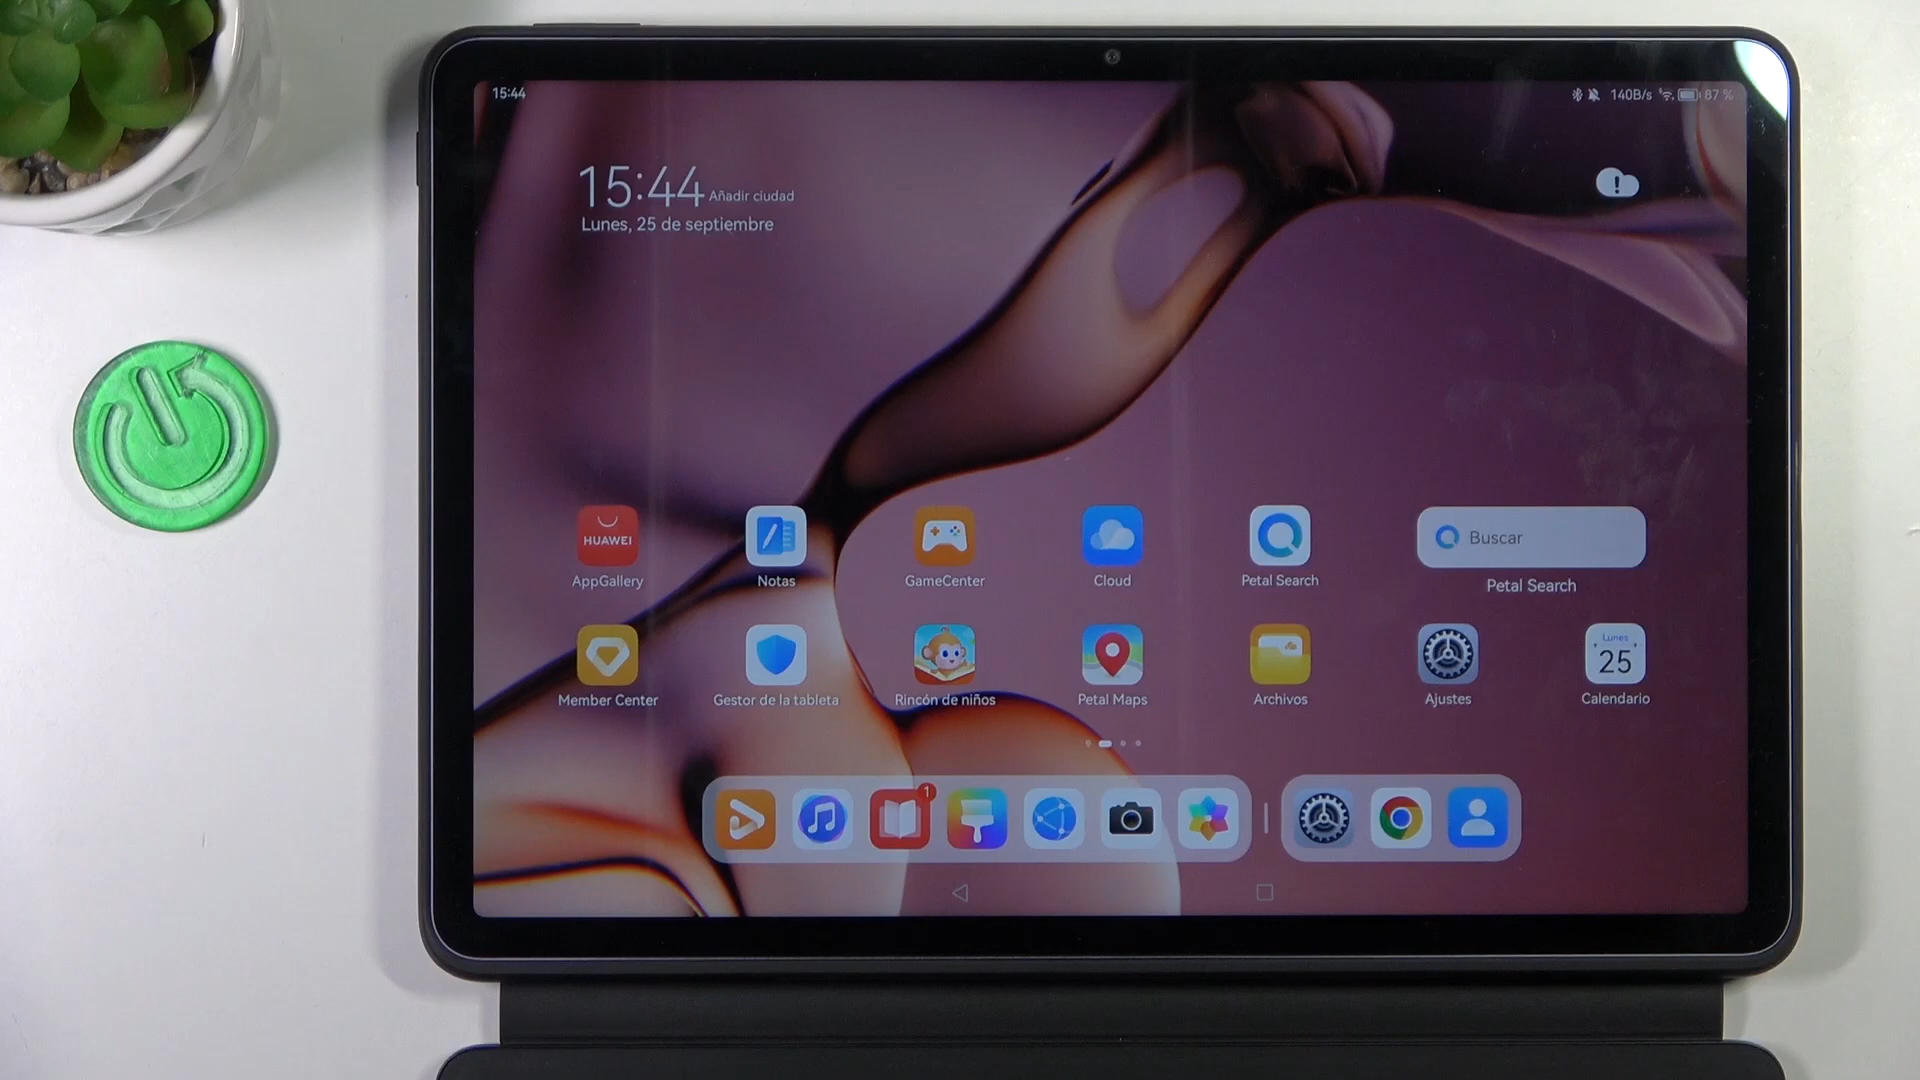 15:44
140B/s 87 %
15:44 Añadir ciudad
Lunes, 25 de septiembre
HUAWEI
Buscar
AppGallery
Notas
GameCenter
Cloud
Petal Search
Petal Search
Lunes
25
Member Center
Gestor de la tableta
Rincón de niños
Petal Maps
Archivos
Ajustes
Calendario
1